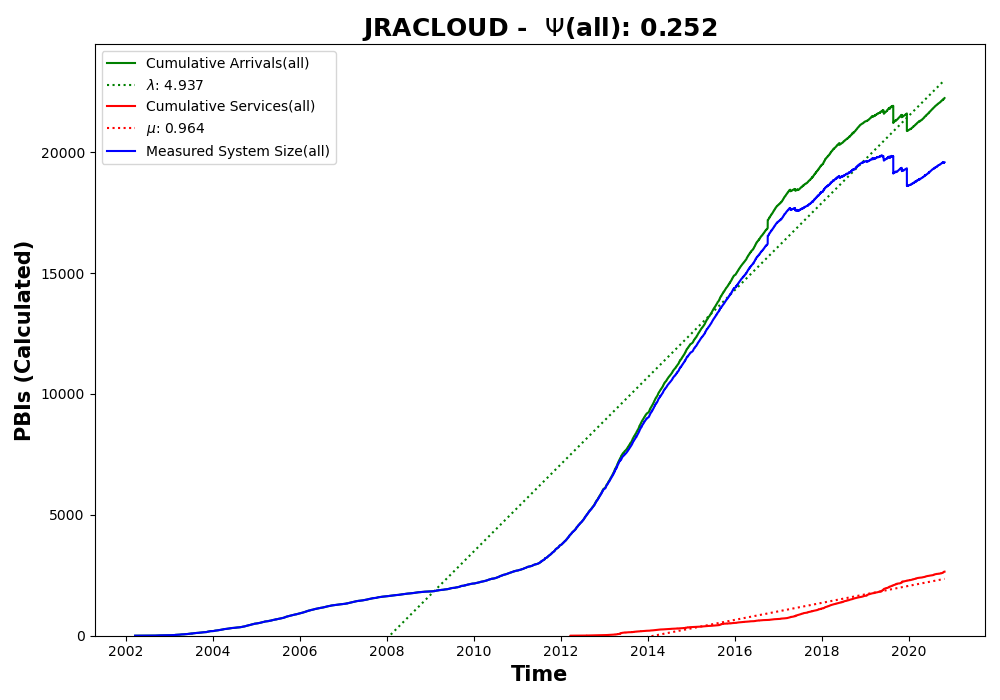 JRACLOUD - Ψ(all): 0.252
Cumulative Arrivals(all)
λ: 4.937
Cumulative Services(all)
μ: 0.964
Measured System Size(all)
PBIs (Calculated)
20000
15000
10000
5000
0
2002 2004 2006 2008 2010 2012 2014 2016 2018 2020
Time